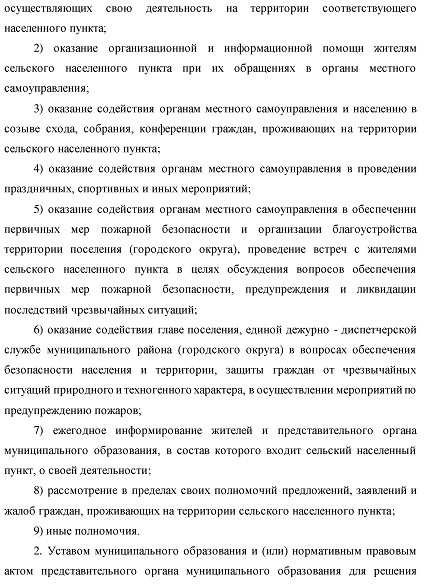 осуществляющих свою деятельность на территории соответствующего
населенного пункта;
2) оказание организационной и информационной помощи жителям
сельского населенного пункта при их обращениях в органы местного
самоуправления;
3) оказание содействия органам местного самоуправления и населению в
созыве схода, собрания, конференции граждан, проживающих на территории
сельского населенного пункта;
4) оказание содействия органам местного самоуправления в проведении
праздничных, спортивных и иных мероприятий;
5) оказание содействия органам местного самоуправления в обеспечении
первичных мер пожарной безопасности и организации благоустройства
территории поселения (городского округа), проведение встреч с жителями
сельского населенного пункта в целях обсуждения вопросов обеспечения
первичных мер пожарной безопасности, предупреждения и ликвидации
последствий чрезвычайных ситуаций;
6) оказание содействия главе поселения, единой дежурно - диспетчерской
службе муниципального района (городского округа) в вопросах обеспечения
безопасности населения и территории, защиты граждан от чрезвычайных
ситуаций природного и техногенного характера, в осуществлении мероприятий по
предупреждению пожаров;
7) ежегодное информирование жителей и представительного органа
муниципального образования, в состав которого входит сельский населенный
пункт, о своей деятельности;
8) рассмотрение в пределах своих полномочий предложений, заявлений и
жалоб граждан, проживающих на территории сельского населенного пункта;
9) иные полномочия.
2. Уставом муниципального образования и (или) нормативным правовым
актом представительного органа муниципального образования для решения